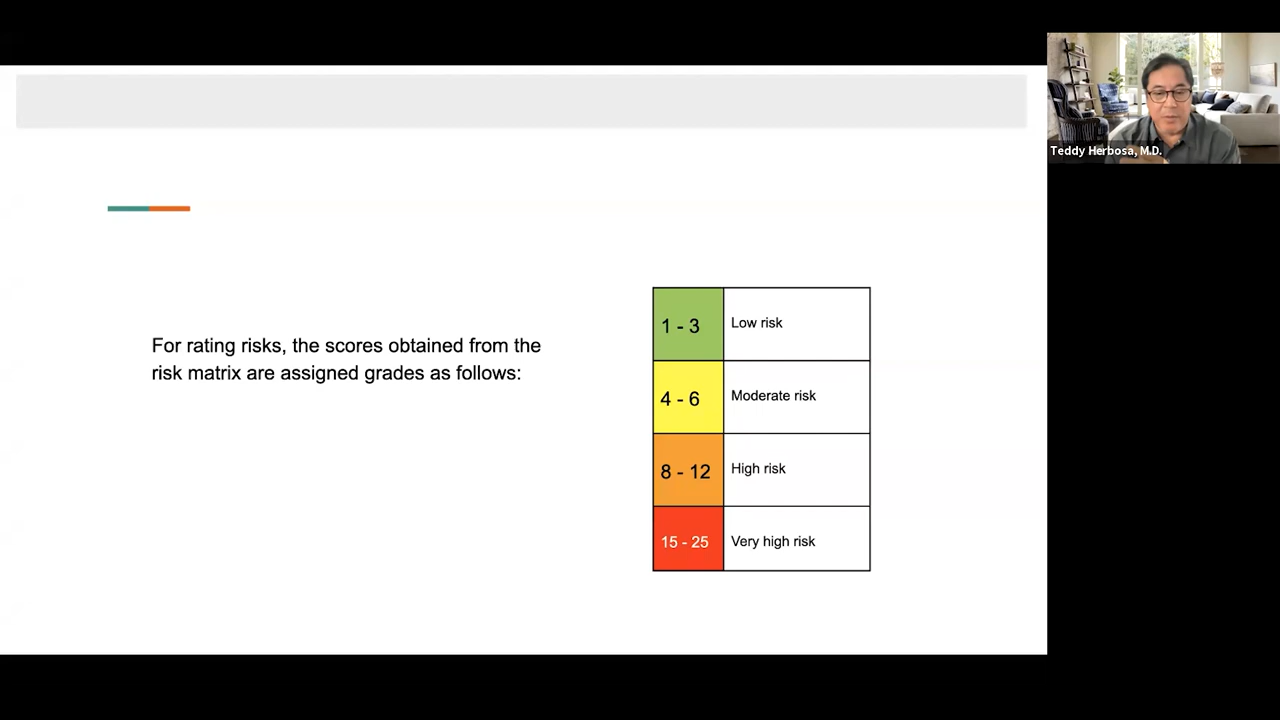 Teddy Herbosa, M.D.
For rating risks, the scores obtained from the
risk matrix are assigned grades as follows:
1 - 3 Low risk
4 - 6 Moderate risk
8 - 12 High risk
15 - 25 Very high risk